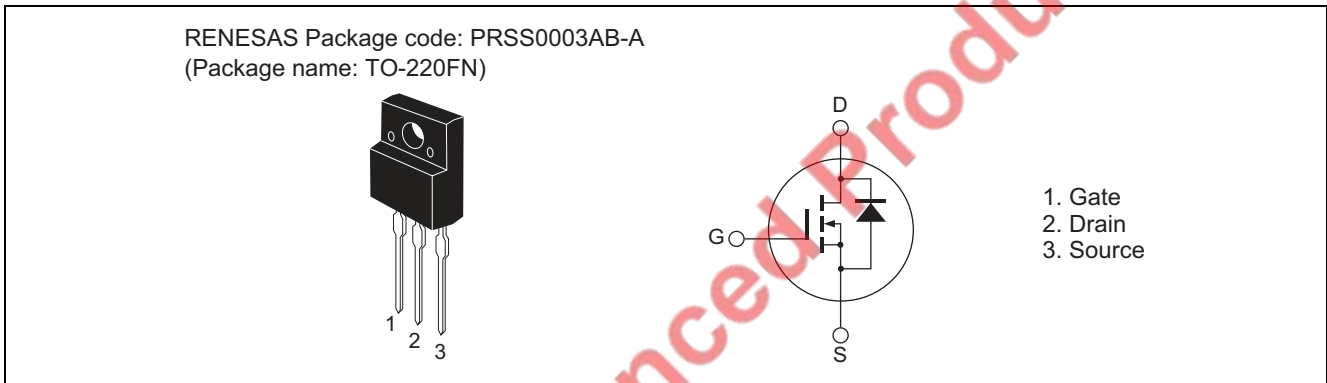 RENESAS Package code: PRSS0003AB-A
(Package name: TO-220FN)
D
G
S
1. Gate
2. Drain
3. Source
1
2
3